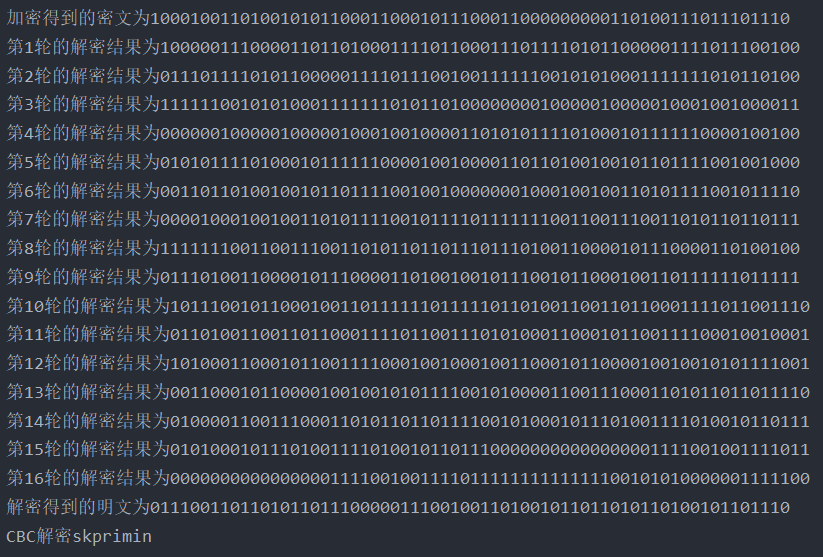 加密得到的密文为1000100110100101011000110001011100011000000000110100111011101110
第1轮的解密结果为1000001110000110110100011110110001110111101011000001111011100100
第2轮的解密结果为0111011110101100000111101110010011111100101010001111111010110100
第3轮的解密结果为1111110010101000111111101011010000000010000010000010001001000011
第4轮的解密结果为0000001000001000001000100100001101010111101000101111110000100100
第5轮的解密结果为0101011110100010111111000010010000110110100100101101111001001000
第6轮的解密结果为0011011010010010110111100100100000001000100100110101111001011110
第7轮的解密结果为0000100010010011010111100101111011111110011001110011010110110111
第8轮的解密结果为1111111001100111001101011011011101110100110000101110000110100100
第9轮的解密结果为0111010011000010111000011010010010111001011000100110111111011111
第10轮的解密结果为1011100101100010011011111101111101101001100110110001111011001110
第11轮的解密结果为0110100110011011000111101100111010100011000101100111100010010001
第12轮的解密结果为1010001100010110011110001001000100110001011000010010010101111001
第13轮的解密结果为0011000101100001001001010111100101000011001110001101011011011110
第14轮的解密结果为0100001100111000110101101101111001010001011101001111010010110111
第15轮的解密结果为0101000101110100111101001011011100000000000000001111001001111011
第16轮的解密结果为0000000000000000111100100111101111111111111100101010000001111100
解密得到的明文为0111001101101011011100000111001001101001011011010110100101101110
CBC解密skprimin